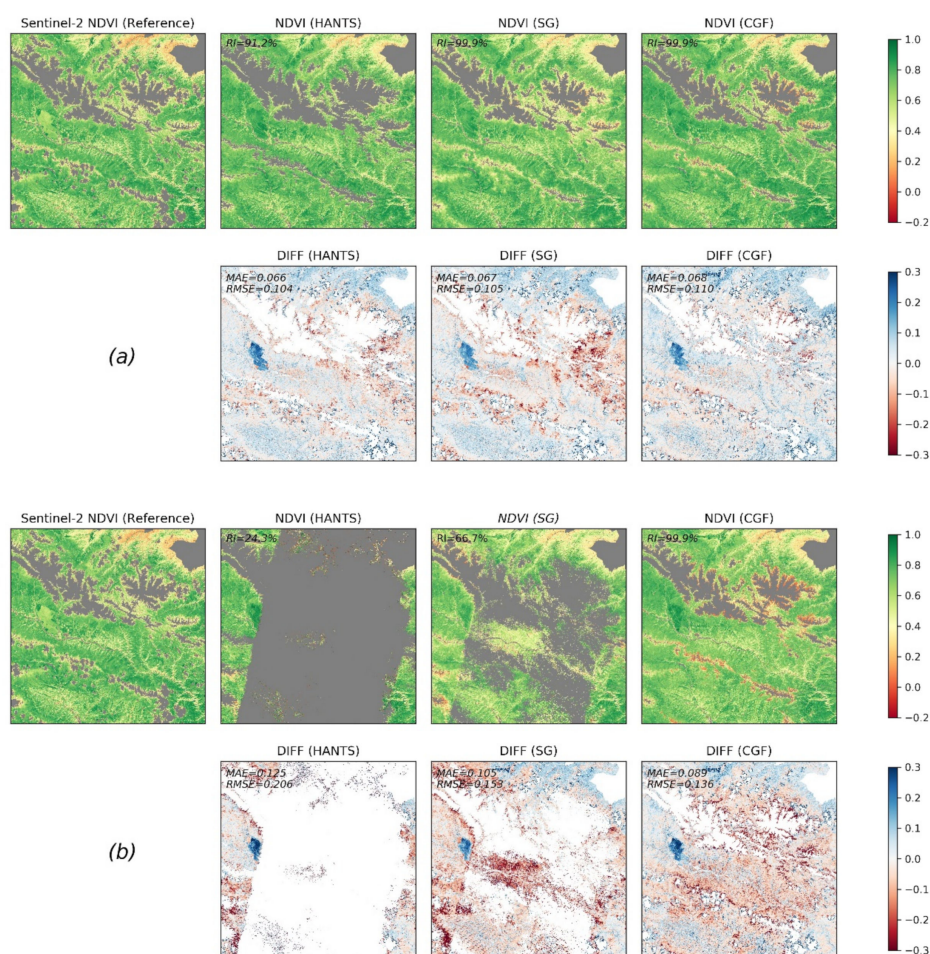 Sentinel-2 NDVI (Reference) NDVI (HANTS) NDVI (SG) NDVI (CGF)
RI=91.2% RI=99.9% RI=99.9%
1.0
0.8
0.6
0.4
0.2
0.0
−0.2
DIFF (HANTS) DIFF (SG) DIFF (CGF)
MAE=0.066 MAE=0.067 MAE=0.068
RMSE=0.104 RMSE=0.105 RMSE=0.110
0.3
0.2
0.1
0.0
−0.1
−0.2
−0.3
(a)
Sentinel-2 NDVI (Reference) NDVI (HANTS) NDVI (SG) NDVI (CGF)
RI=24.3% RI=66.7% RI=99.9%
1.0
0.8
0.6
0.4
0.2
0.0
−0.2
DIFF (HANTS) DIFF (SG) DIFF (CGF)
MAE=0.125 MAE=0.105 MAE=0.089
RMSE=0.206 RMSE=0.153 RMSE=0.136
0.3
0.2
0.1
0.0
−0.1
−0.2
−0.3
(b)